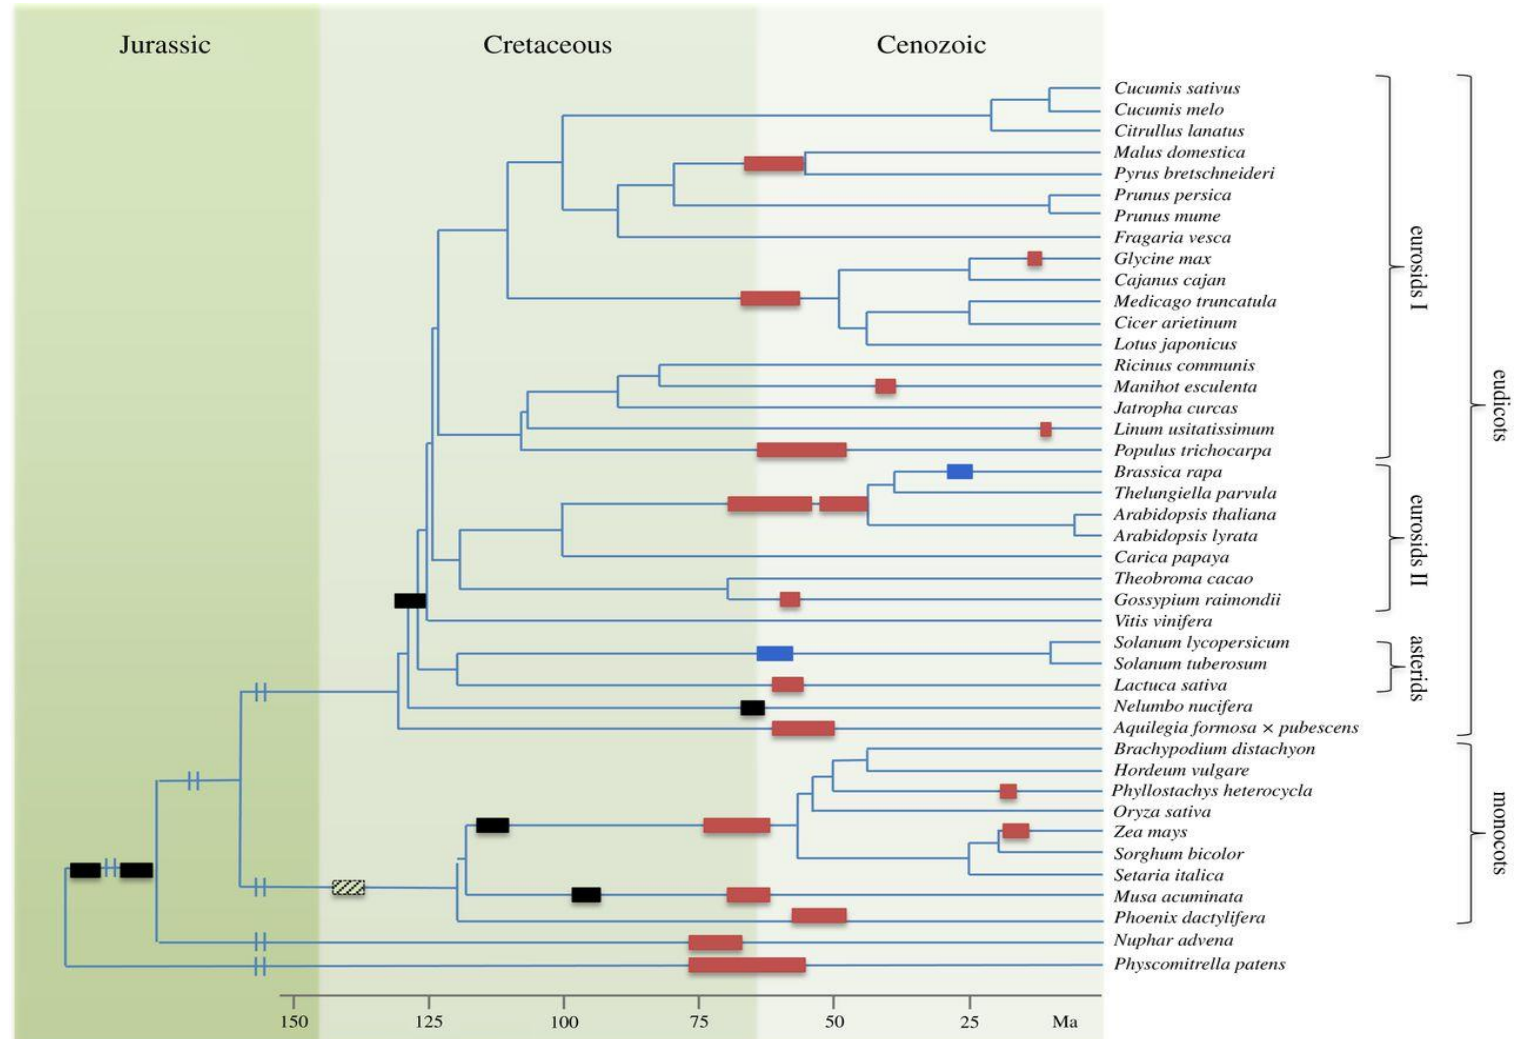 Jurassic Cretaceous Cenozoic
Cucumis sativus
Cucumis melo
Citrullus lanatus
Malus domestica
Pyrus bretschneideri
Prunus persica
Prunus mume
Fragaria vesca
Glycine max
Cajanus cajan
Medicago truncatula
Cicer arietinum
Lotus japonicus
Ricinus communis
Manihot esculenta
Jatropha curcas
Linum usitatissimum
Populus trichocarpa
Brassica rapa
Thelungiella parvula
Arabidopsis thaliana
Arabidopsis lyrata
Carica papaya
Theobroma cacao
Gossypium raimondii
Vitis vinifera
Solanum lycopersicum
Solanum tuberosum
Lactuca sativa
Nelumbo nucifera
Aquilegia formosa × pubescens
Brachypodium distachyon
Hordeum vulgare
Phyllostachys heterocycla
Oryza sativa
Zea mays
Sorghum bicolor
Setaria italica
Musa acuminata
Phoenix dactylifera
Nuphar advena
Physcomitrella patens
eurosids I
eurosids II
asterids
eudicots
monocots
150 125 100 75 50 25 Ma